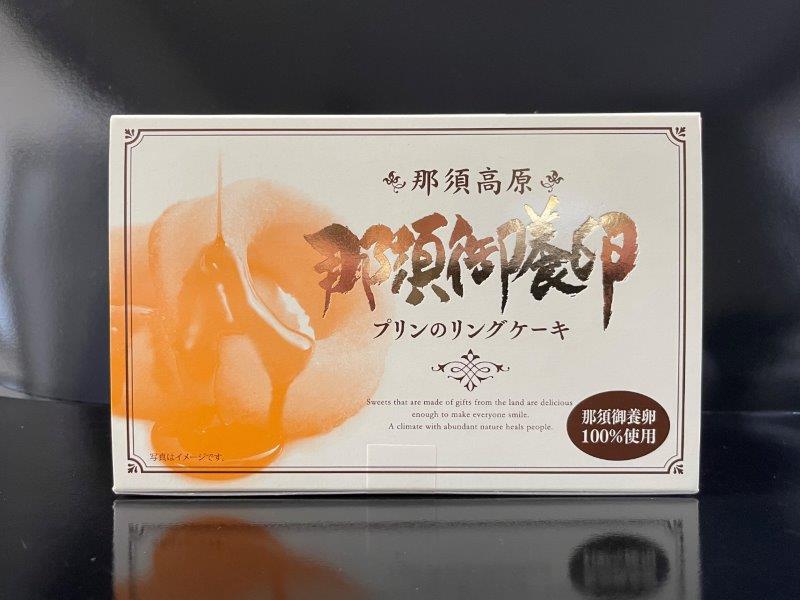 那須高原
那須御養卵
プリンのリングケーキ
Sweets that are made of gifts from the land are delicious
enough to make everyone smile.
A climate with abundant nature heals people.
那須御養卵
100%使用
写真はイメージです。